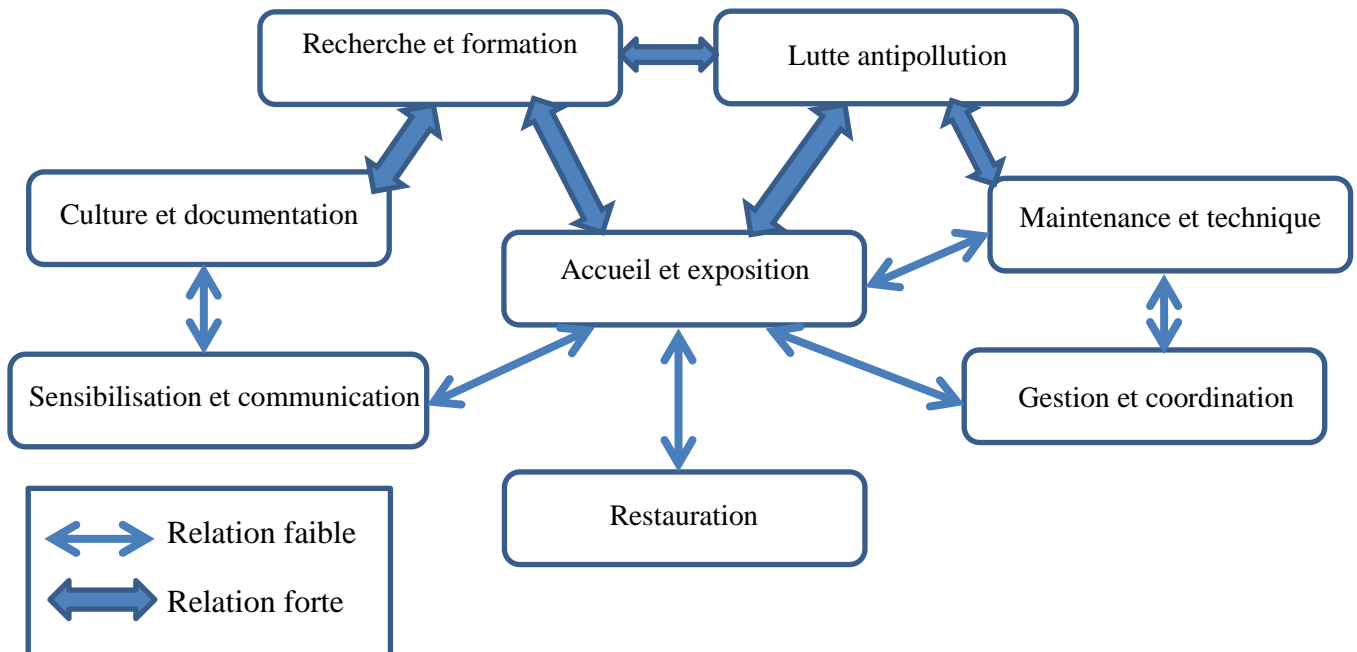 Recherche et formation
Lutte antipollution
Culture et documentation
Maintenance et technique
Accueil et exposition
Sensibilisation et communication
Gestion et coordination
Restauration
Relation faible
Relation forte